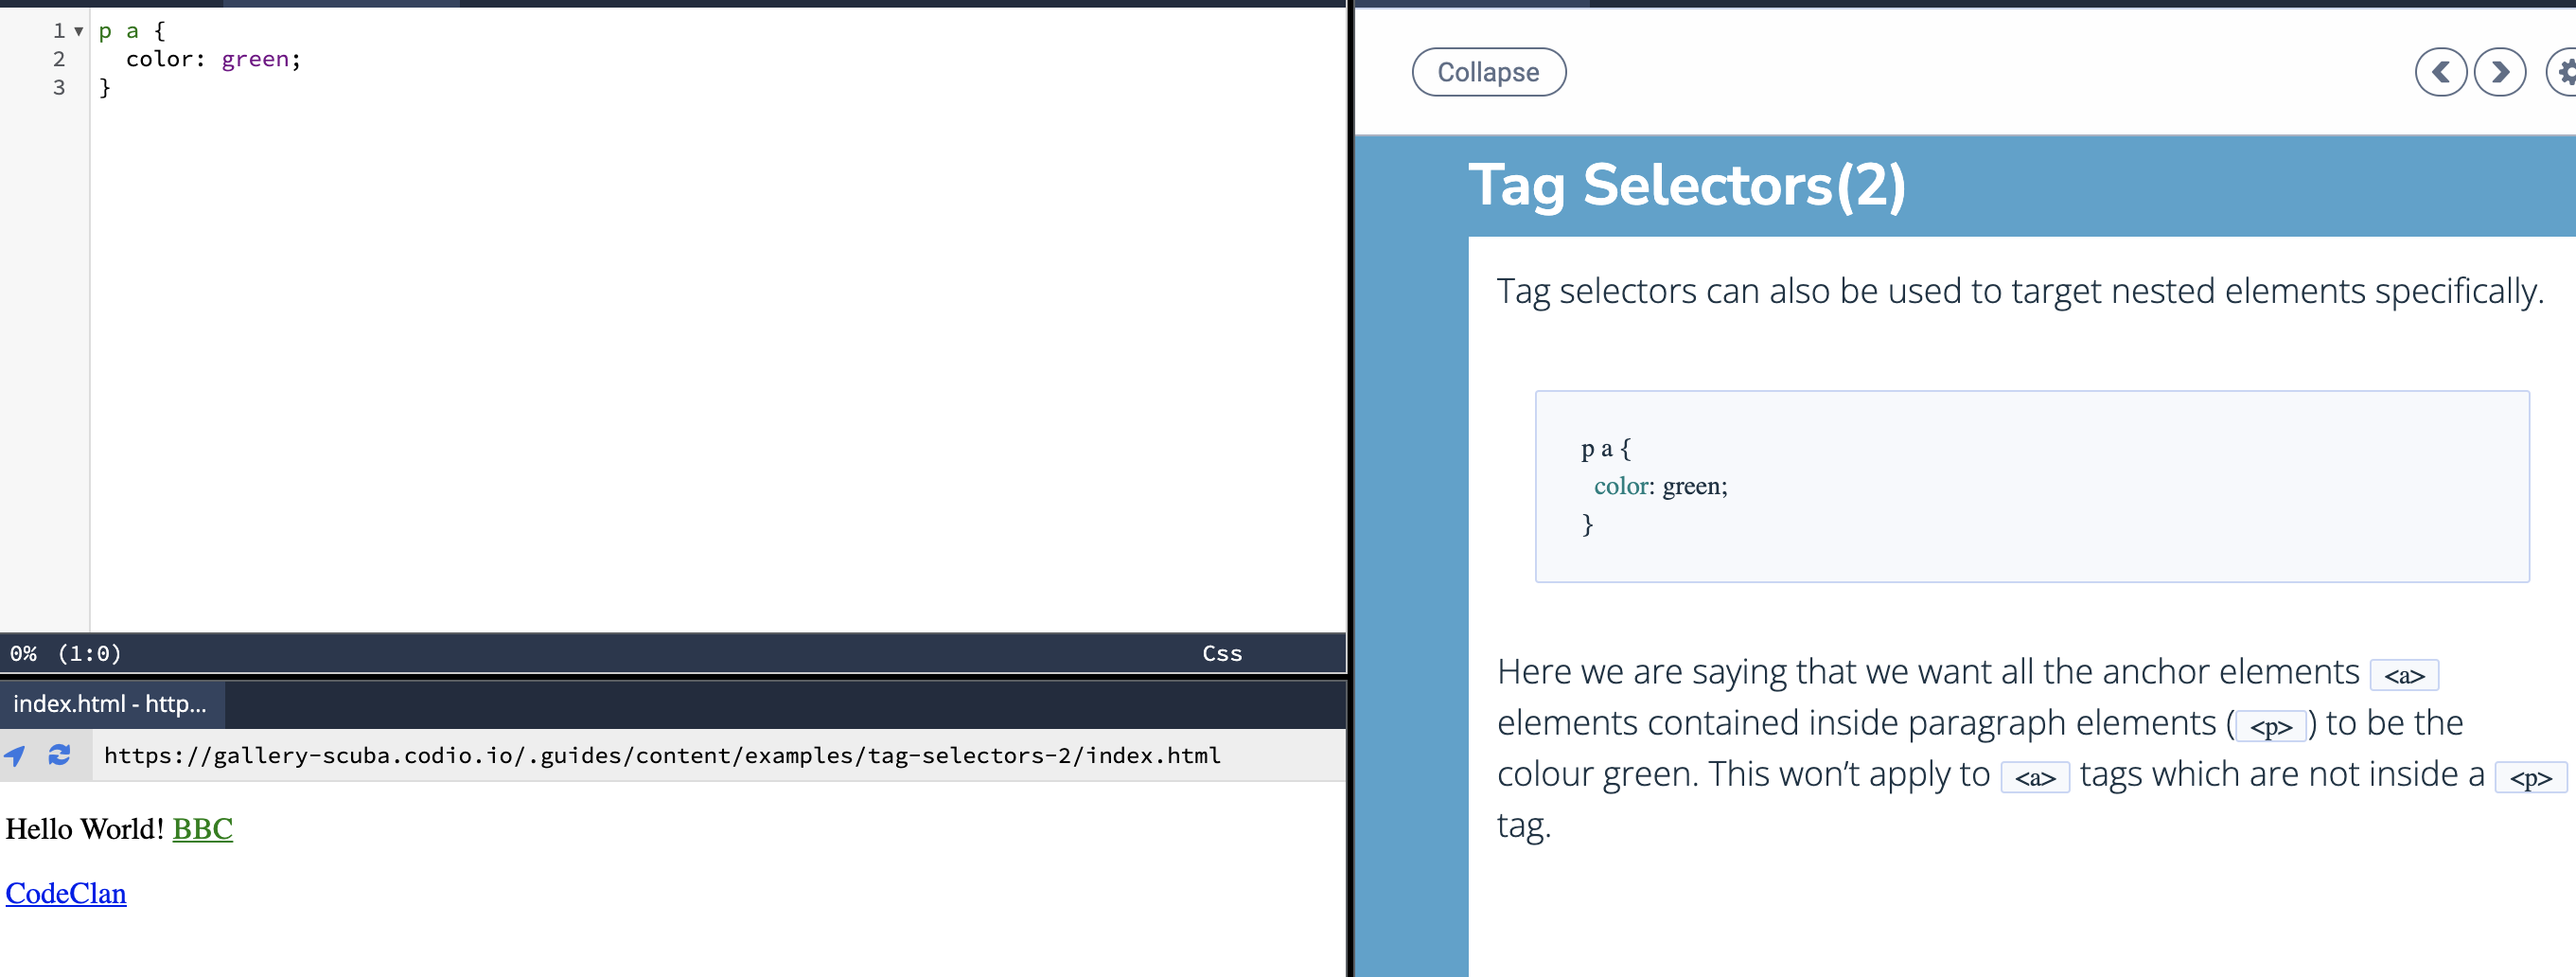 1 p a {
2 color: green;
3 }
0% (1:0) Css
index.html - http...
https://gallery-scuba.codio.io/.guides/content/examples/tag-selectors-2/index.html
Hello World! BBC
CodeClan
Collapse
Tag Selectors(2)
Tag selectors can also be used to target nested elements specifically.
p a {
color: green;
}
Here we are saying that we want all the anchor elements <a>
elements contained inside paragraph elements ( <p> ) to be the
colour green. This won’t apply to <a> tags which are not inside a <p>
tag.